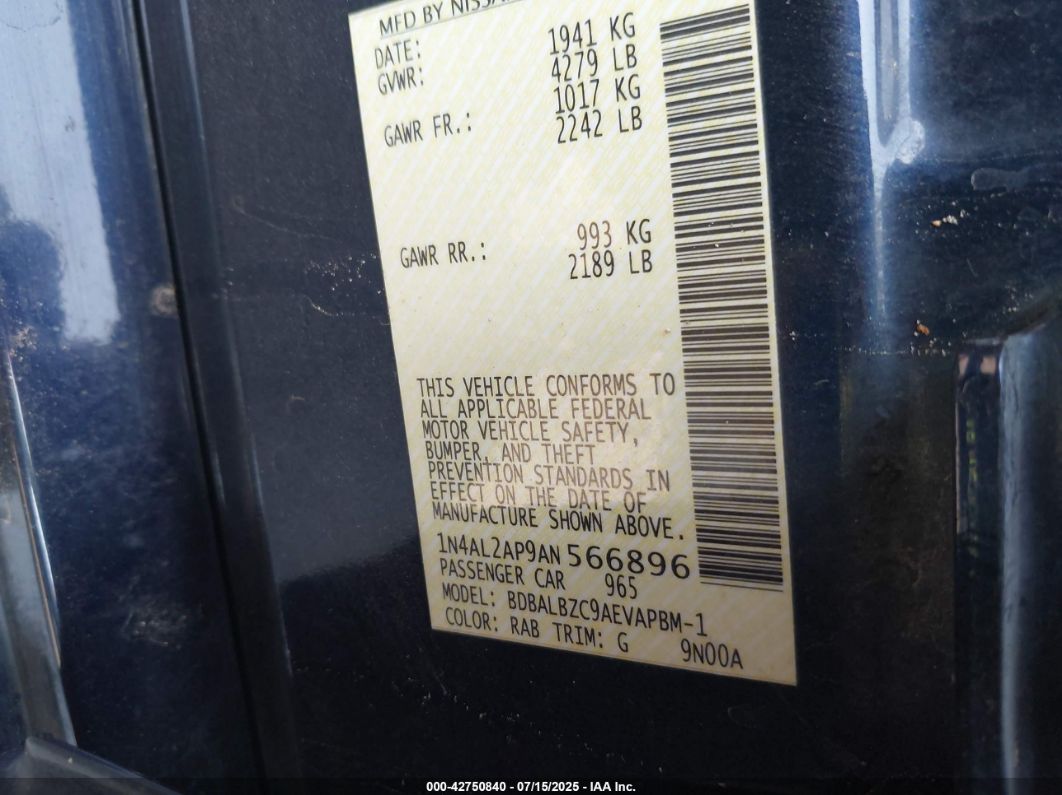 MFD BY NISSA
DATE: 1941 KG
GVWR: 4279 LB
1017 KG
GAWR FR.: 2242 LB
993 KG
GAWR RR.: 2189 LB
THIS VEHICLE CONFORMS TO
ALL APPLICABLE FEDERAL
MOTOR VEHICLE SAFETY,
BUMPER, AND THEFT
PREVENTION STANDARDS IN
EFFECT ON THE DATE OF
MANUFACTURE SHOWN ABOVE.
1N4AL2AP9AN566896
PASSENGER CAR 965
MODEL: BDBALBZC9AEVAPBM-1
COLOR: RAB TRIM: G 9N00A
000-42750840 - 07/15/2025 - IAA Inc.